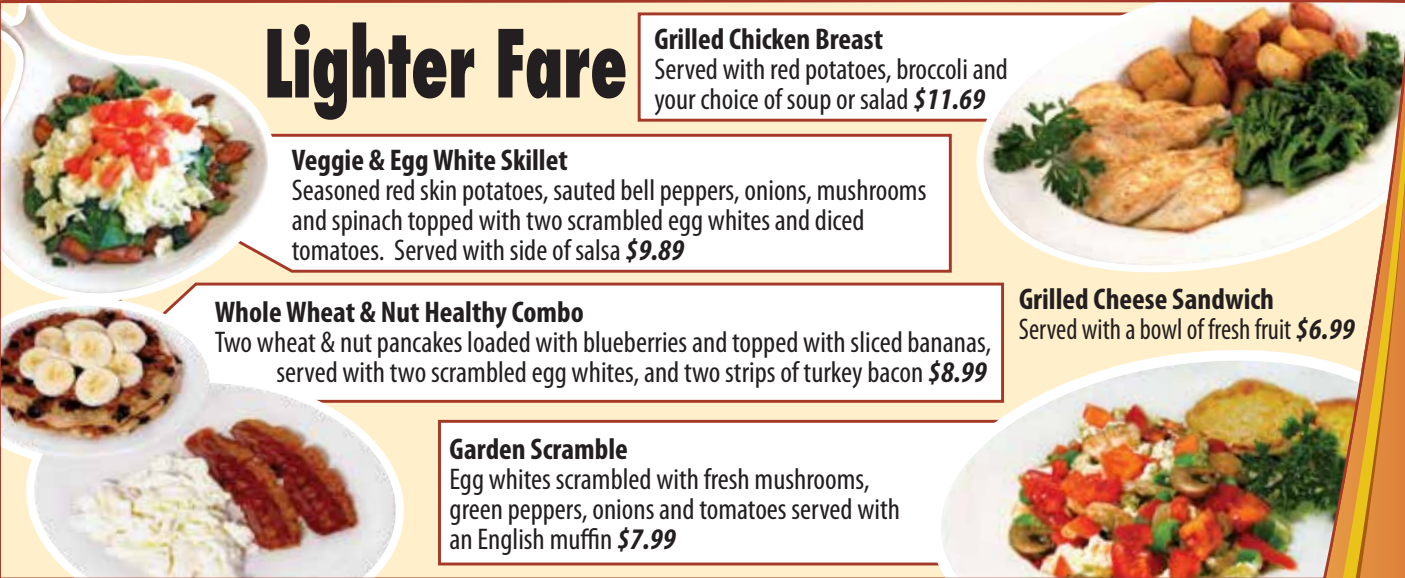 Lighter Fare
Grilled Chicken Breast
Served with red potatoes, broccoli and
your choice of soup or salad $11.69
Veggie & Egg White Skillet
Seasoned red skin potatoes, sauted bell peppers, onions, mushrooms
and spinach topped with two scrambled egg whites and diced
tomatoes. Served with side of salsa $9.89
Whole Wheat & Nut Healthy Combo
Two wheat & nut pancakes loaded with blueberries and topped with sliced bananas,
served with two scrambled egg whites, and two strips of turkey bacon $8.99
Grilled Cheese Sandwich
Served with a bowl of fresh fruit $6.99
Garden Scramble
Egg whites scrambled with fresh mushrooms,
green peppers, onions and tomatoes served with
an English muffin $7.99